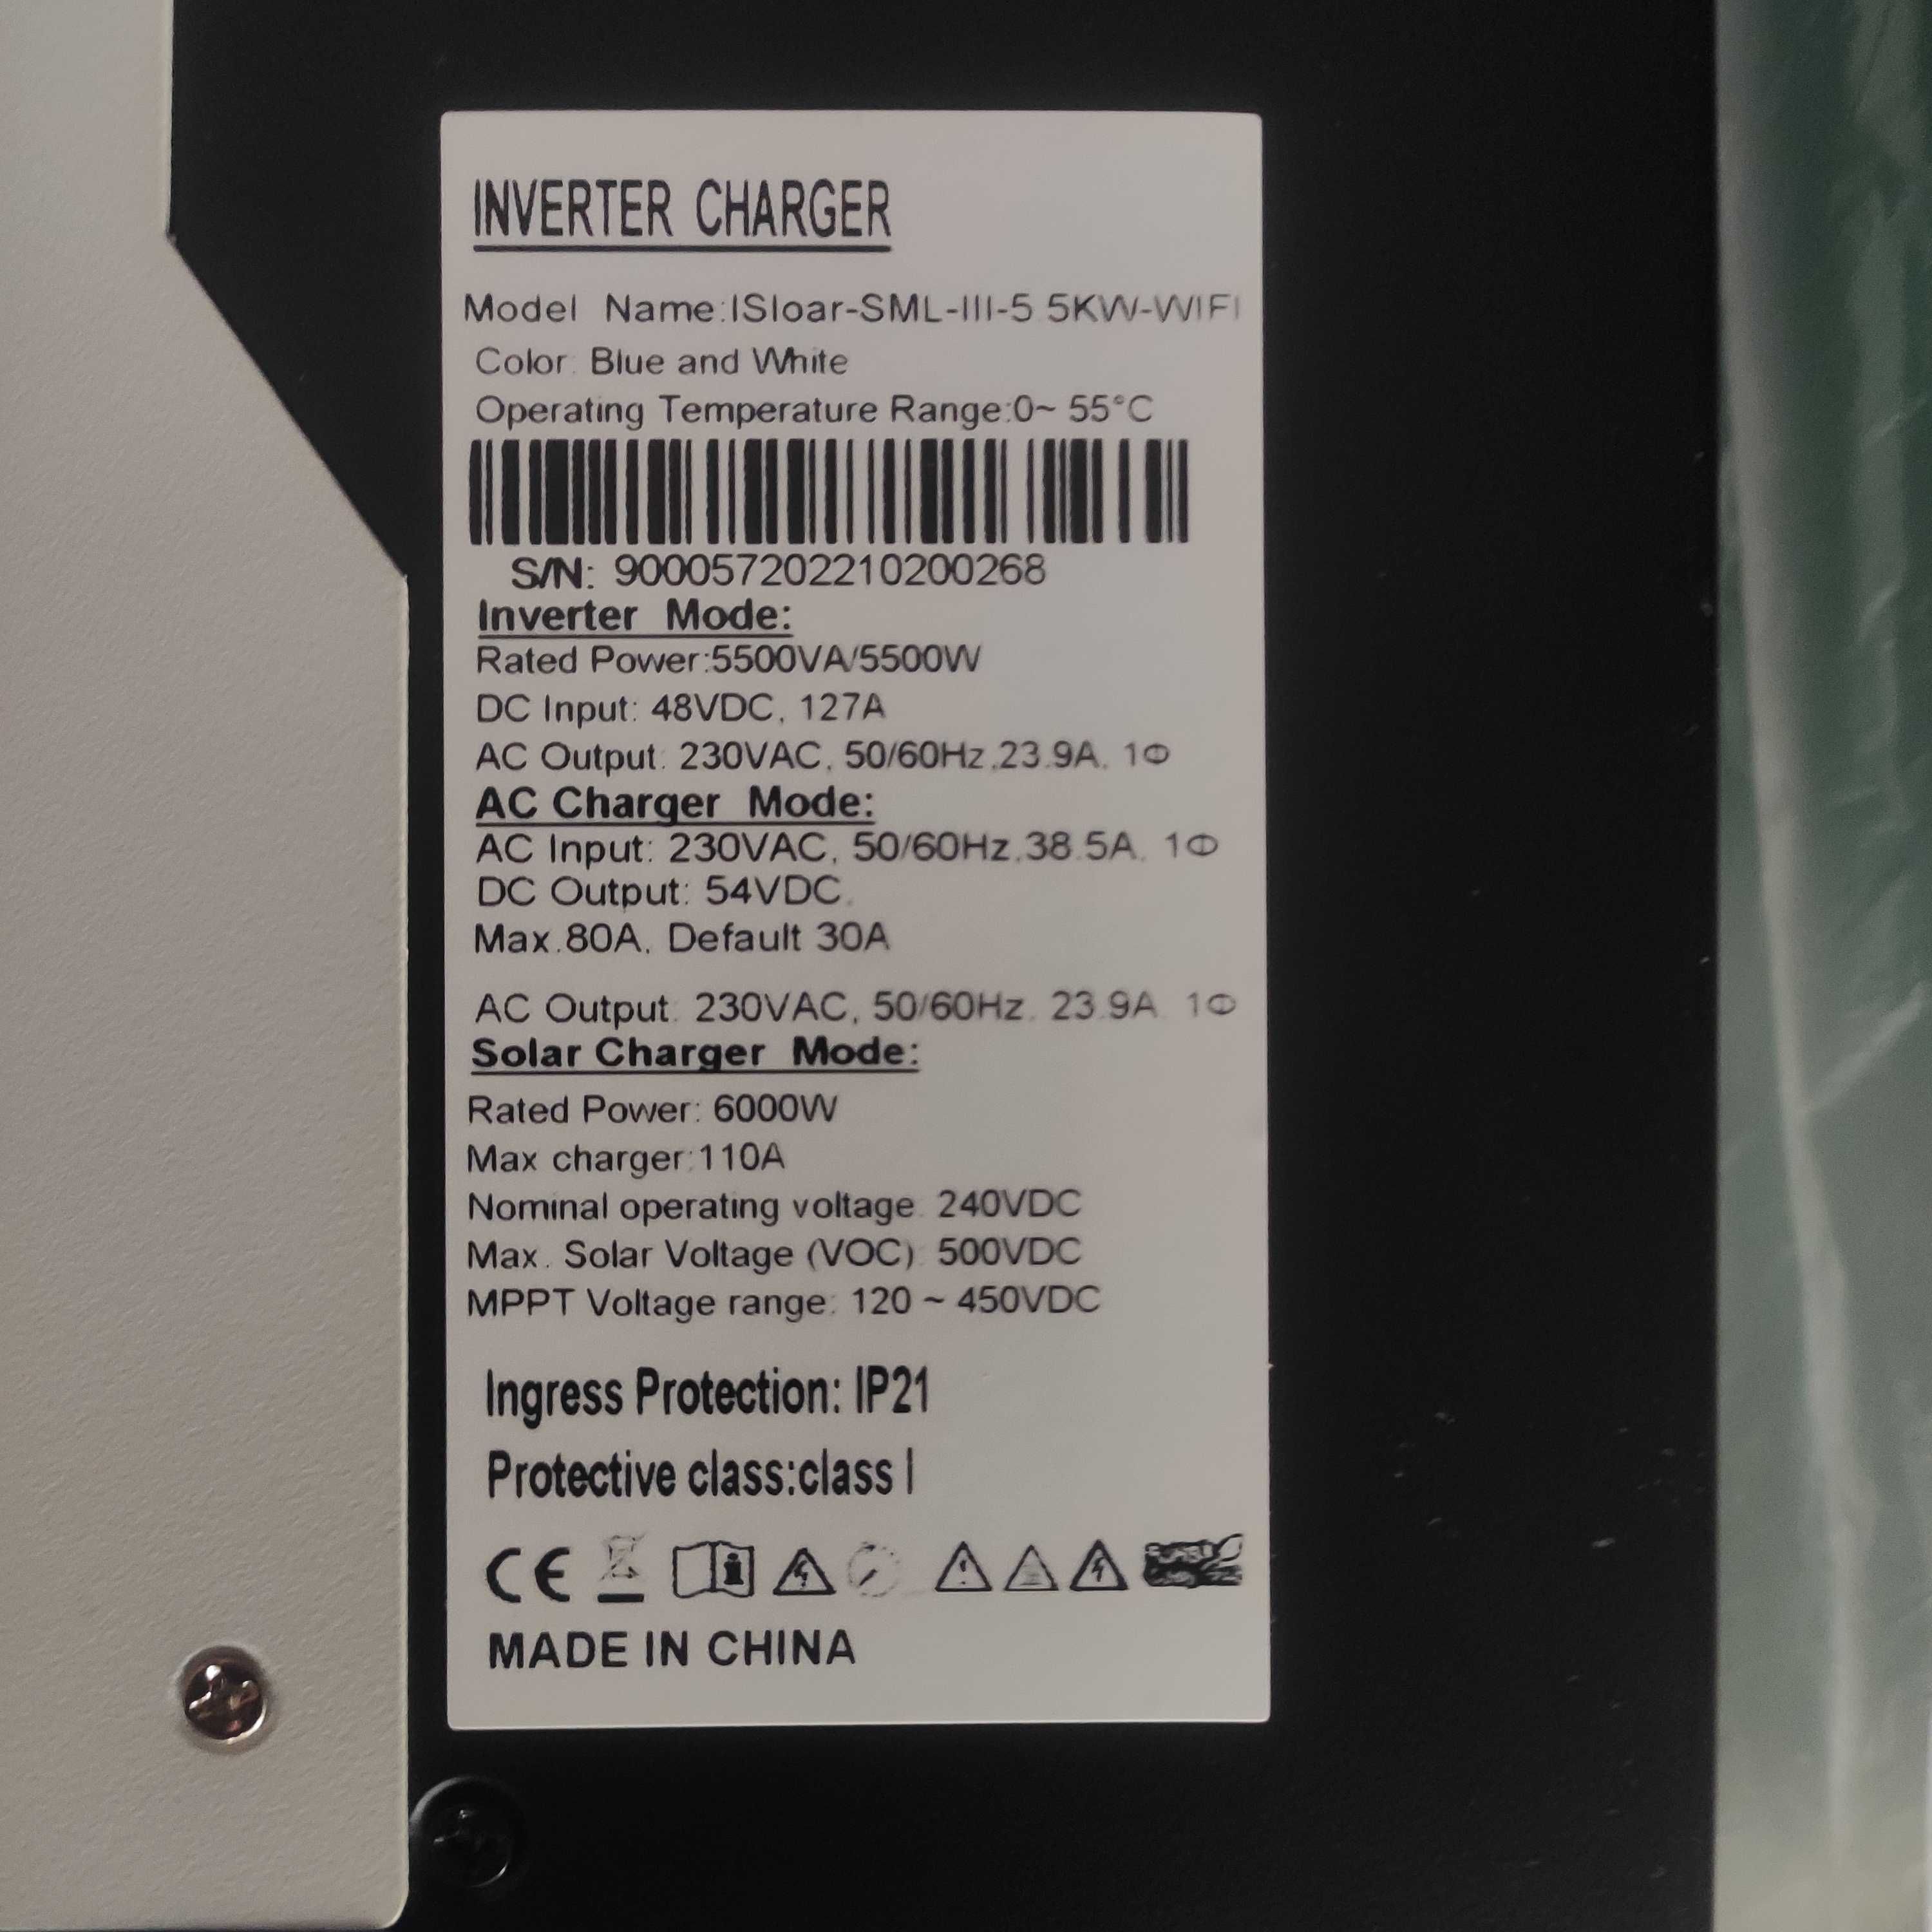 INVERTER CHARGER
Model Name:ISloar-SML-III-5.5KW-WIFI
Color: Blue and White
Operating Temperature Range:0~ 55°C
S/N: 900057202210200268
Inverter Mode:
Rated Power:5500VA/5500W
DC Input: 48VDC, 127A
AC Output: 230VAC, 50/60Hz,23.9A, 1Φ
AC Charger Mode:
AC Input: 230VAC, 50/60Hz,38.5A, 1Φ
DC Output: 54VDC,
Max.80A, Default 30A
AC Output: 230VAC, 50/60Hz, 23.9A, 1Φ
Solar Charger Mode:
Rated Power: 6000W
Max charger:110A
Nominal operating voltage: 240VDC
Max. Solar Voltage (VOC): 500VDC
MPPT Voltage range: 120 ~ 450VDC
Ingress Protection: IP21
Protective class:class I
CE
MADE IN CHINA